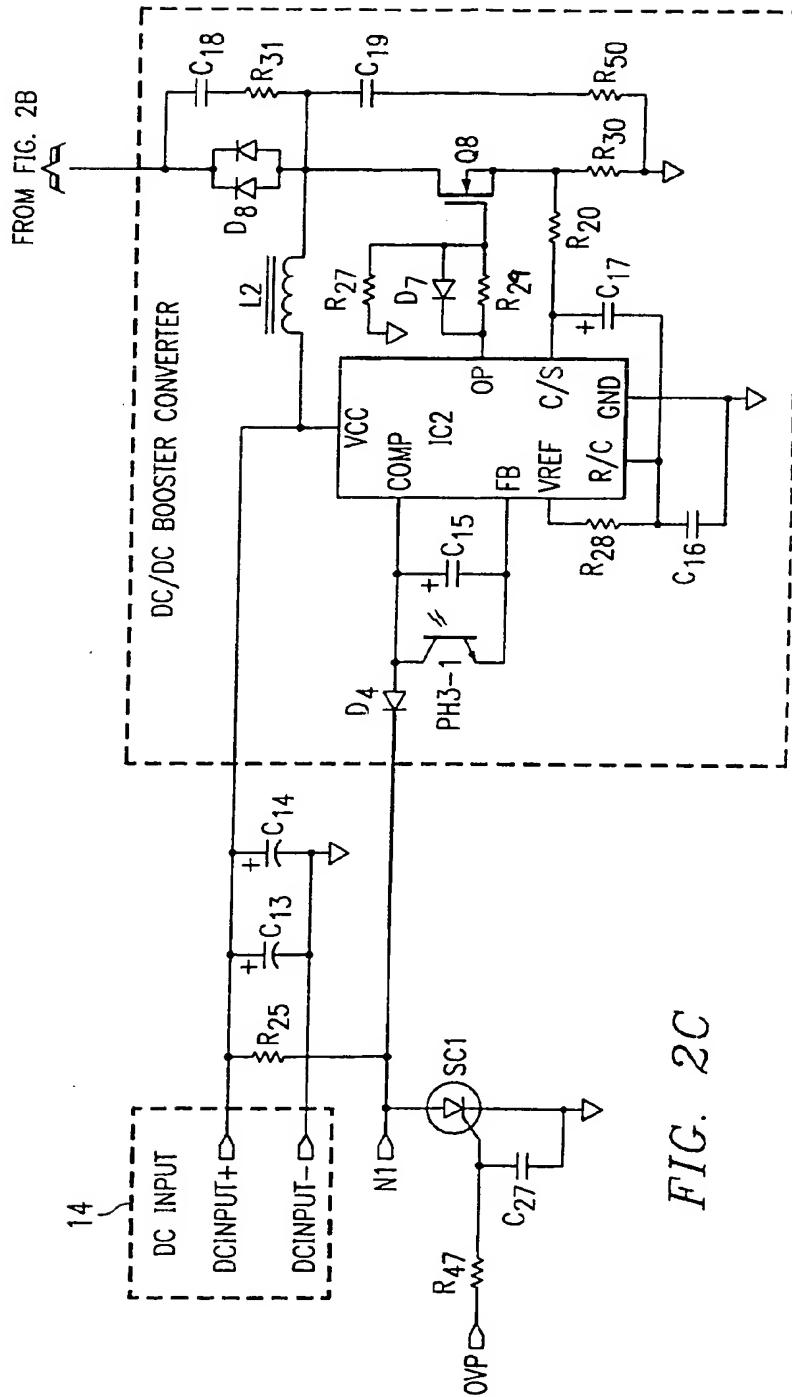 FROM FIG. 2B
DC/DC BOOSTER CONVERTER
14
DC INPUT
DCINPUT+
DCINPUT-
R25
C13
+
C14
+
L2
D8
C18
R31
C19
R50
Q8
R30
R20
R27
D7
R29
C17
+
VCC
COMP
IC2
OP
FB
C/S
VREF
R/C
GND
C15
+
PH3-1
D4
R28
C16
N1
SC1
C27
R47
OVP
FIG. 2C